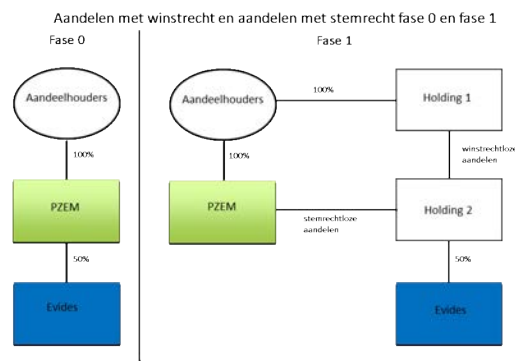 Aandelen met winstrecht en aandelen met stemrecht fase 0 en fase 1
Fase 0
Aandeelhouders
100%
PZEM
50%
Evides
Fase 1
Aandeelhouders
100%
Holding 1
100%
winstrechtloze
aandelen
PZEM
stemrechtloze
aandelen
Holding 2
50%
Evides